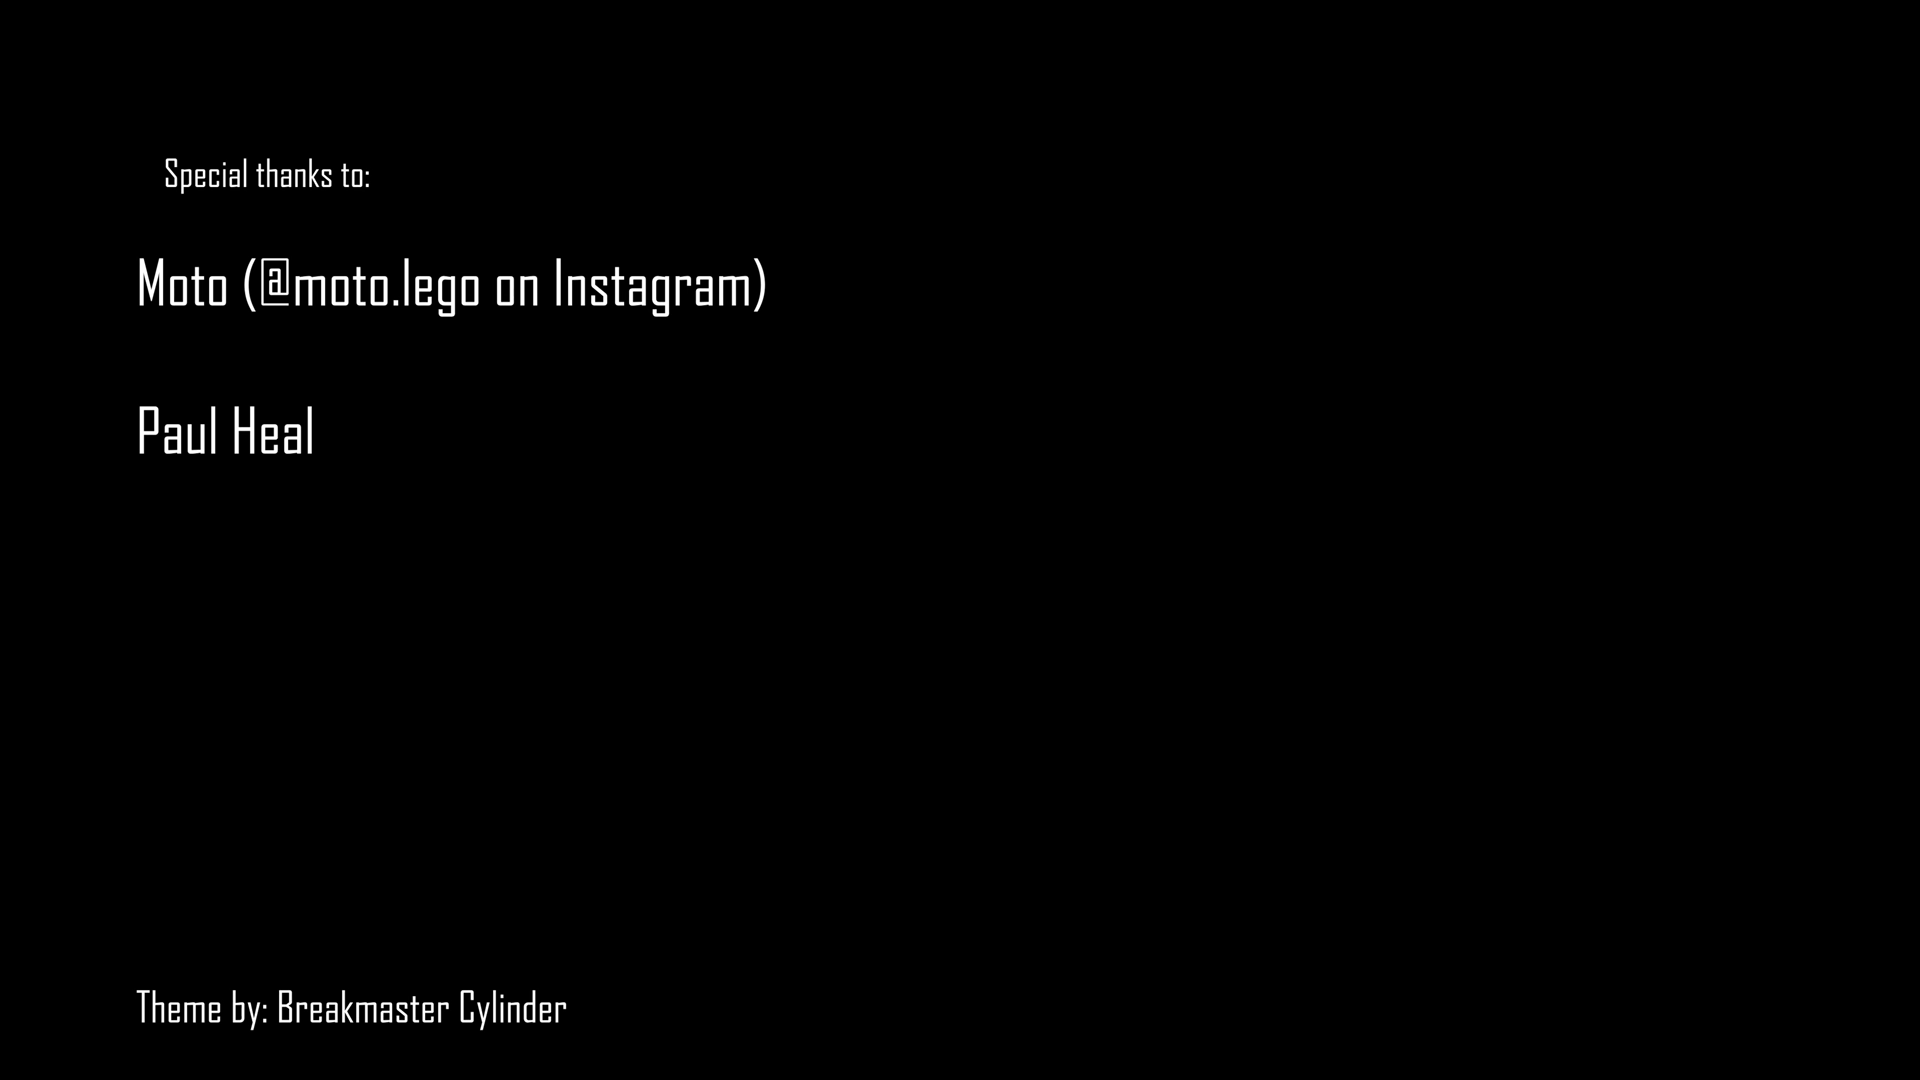 Special thanks to:
Moto (@moto.lego on Instagram)
Paul Heal
Theme by: Breakmaster Cylinder